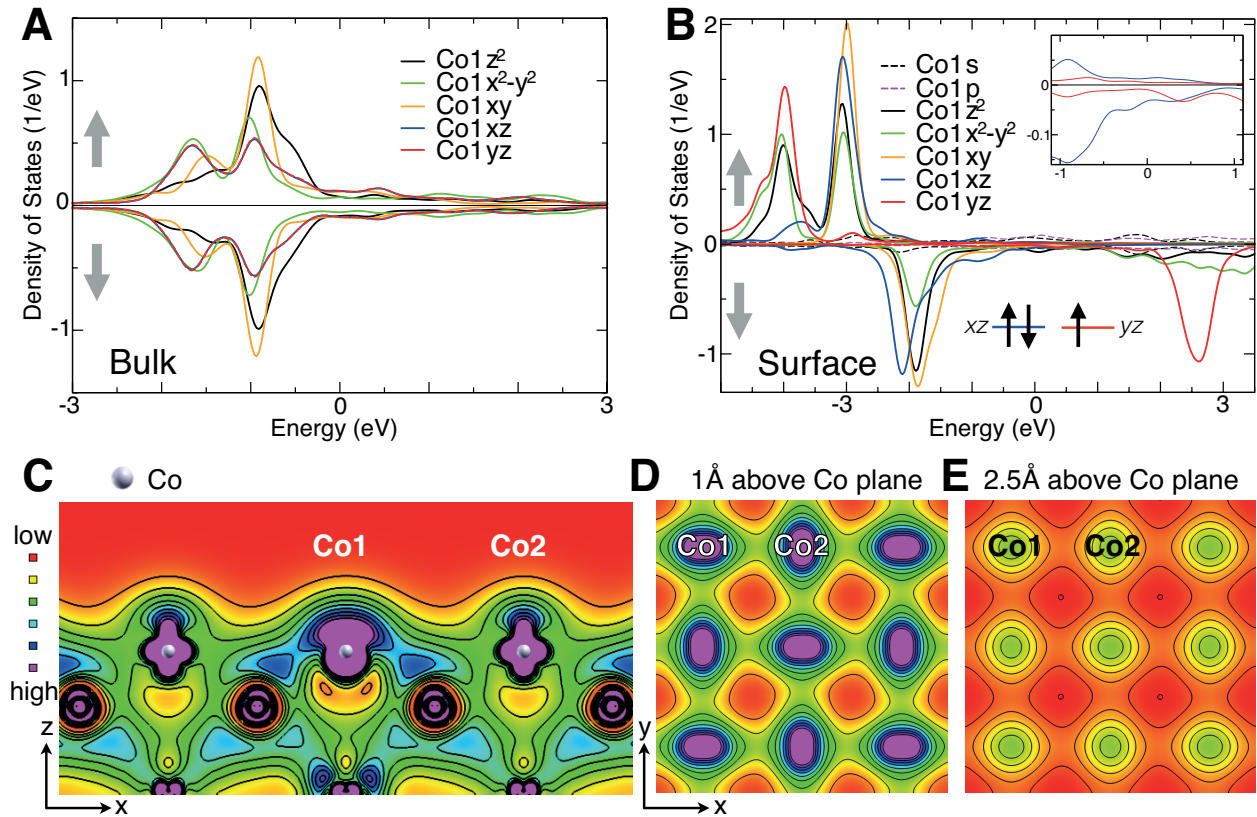 A
Density of States (1/eV)
1
0
-1
Co1 z²
Co1 x²-y²
Co1 xy
Co1 xz
Co1 yz
Bulk
-3
0
3
Energy (eV)
B
Density of States (1/eV)
2
1
0
-1
Co1 s
Co1 p
Co1 z²
Co1 x²-y²
Co1 xy
Co1 xz
Co1 yz
0
-0.1
-1
0
1
xz
yz
Surface
-3
0
3
Energy (eV)
C
Co
low
high
Co1
Co2
z
x
D
1Å above Co plane
Co1
Co2
y
x
E
2.5Å above Co plane
Co1
Co2